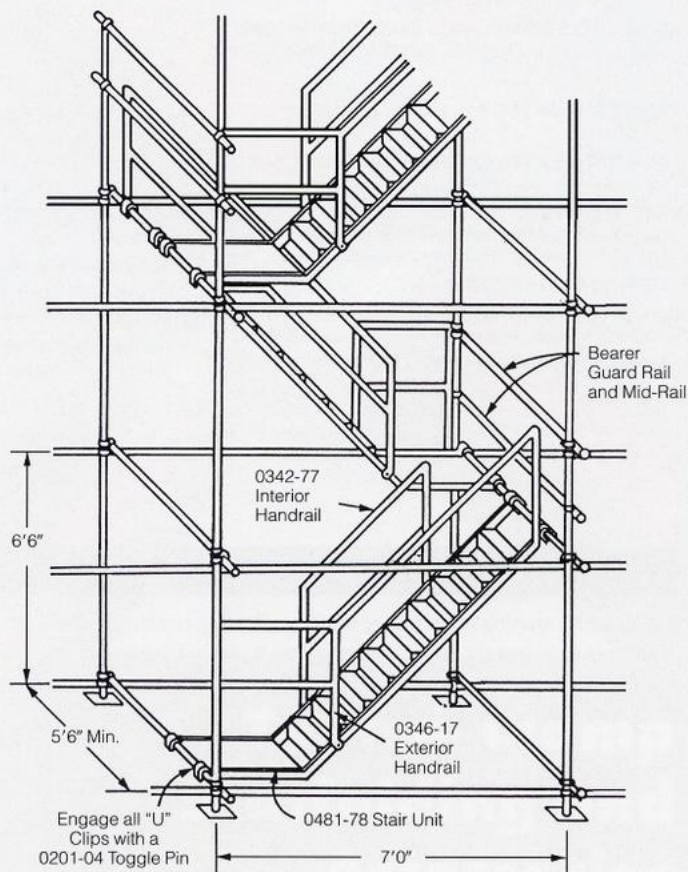 Bearer
Guard Rail
and Mid-Rail
0342-77
Interior
Handrail
6'6"
5'6" Min.
0346-17
Exterior
Handrail
Engage all "U"
Clips with a
0201-04 Toggle Pin
0481-78 Stair Unit
7'0"